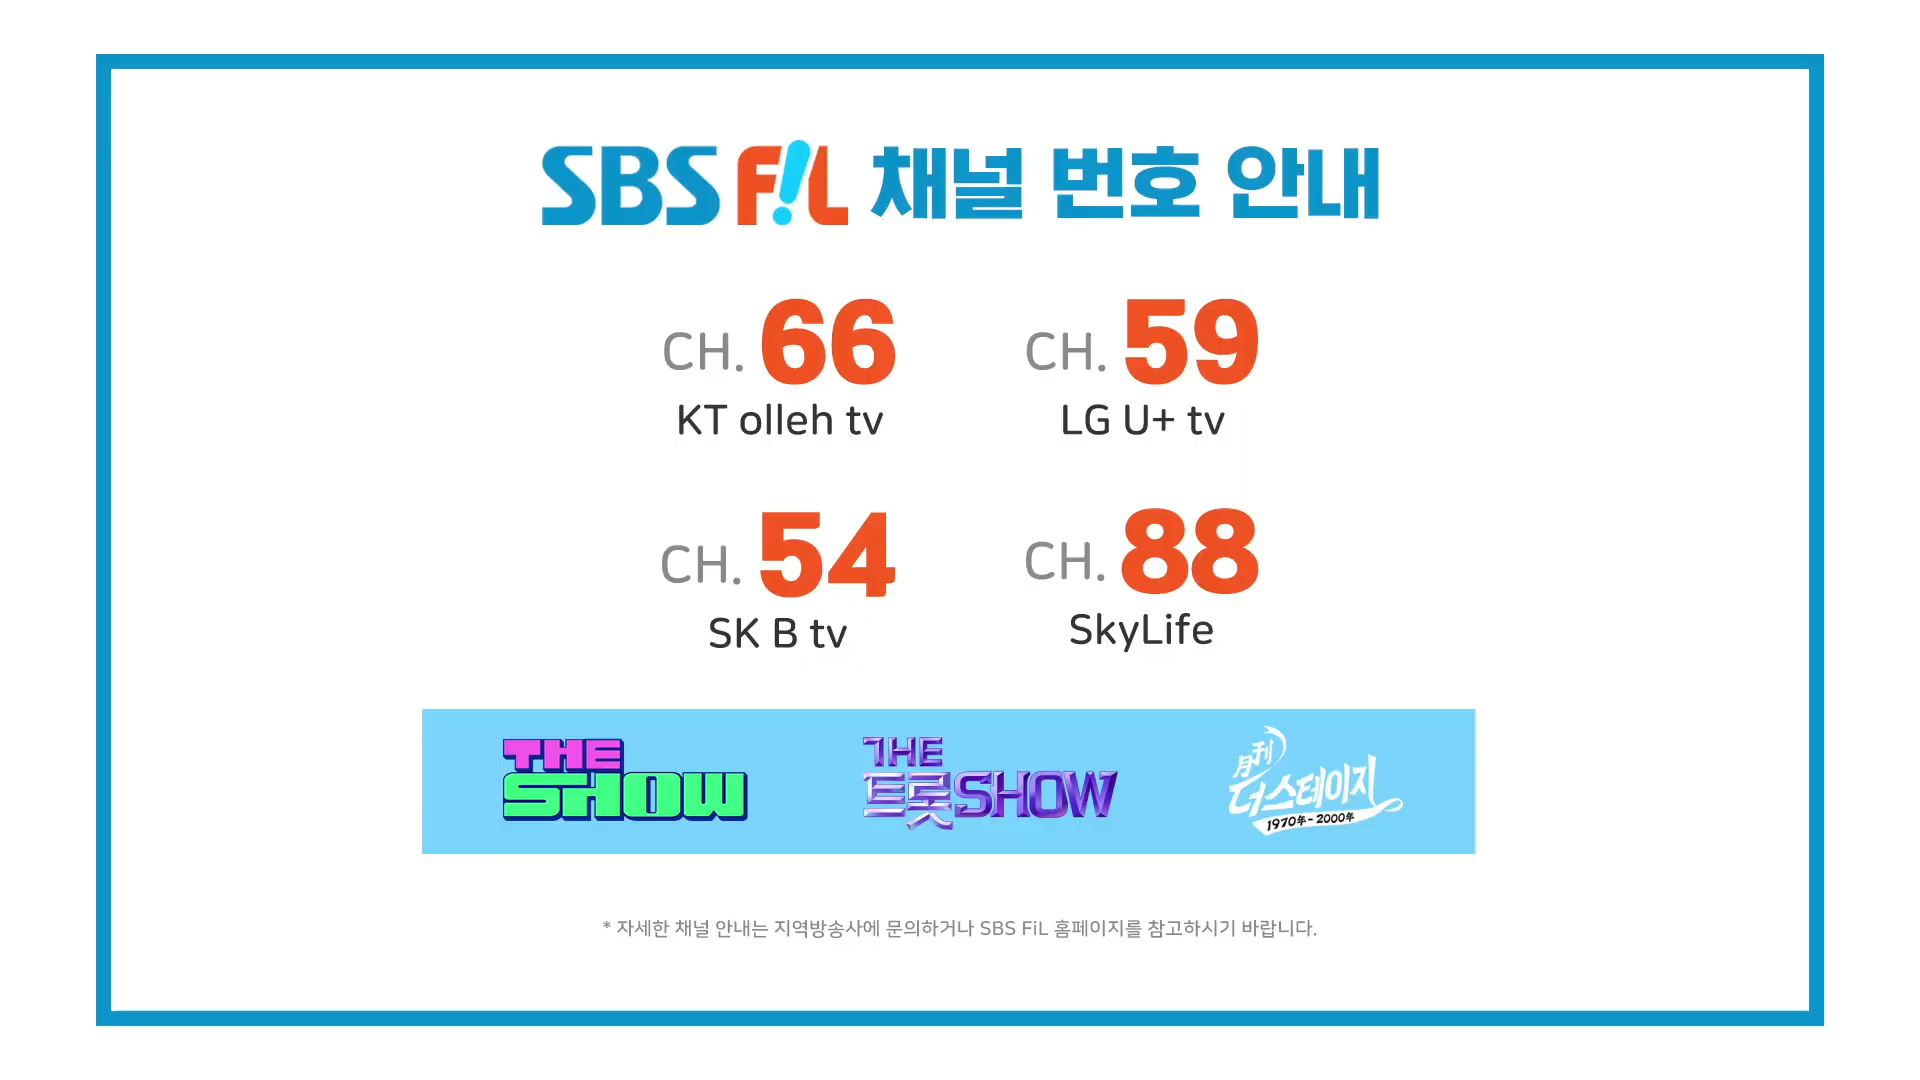 SBS FiL 채널 번호 안내
CH. 66
KT olleh tv
CH. 59
LG U+ tv
CH. 54
SK B tv
CH. 88
SkyLife
THE
SHOW
THE
트롯SHOW
月刊
더스테이지
1970年-2000年
* 자세한 채널 안내는 지역방송사에 문의하거나 SBS FiL 홈페이지를 참고하시기 바랍니다.